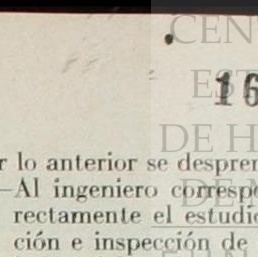 CEN
ES
16
DE H
r lo anterior se despren
—Al ingeniero correspo
rectamente el estudio
ción e inspección de